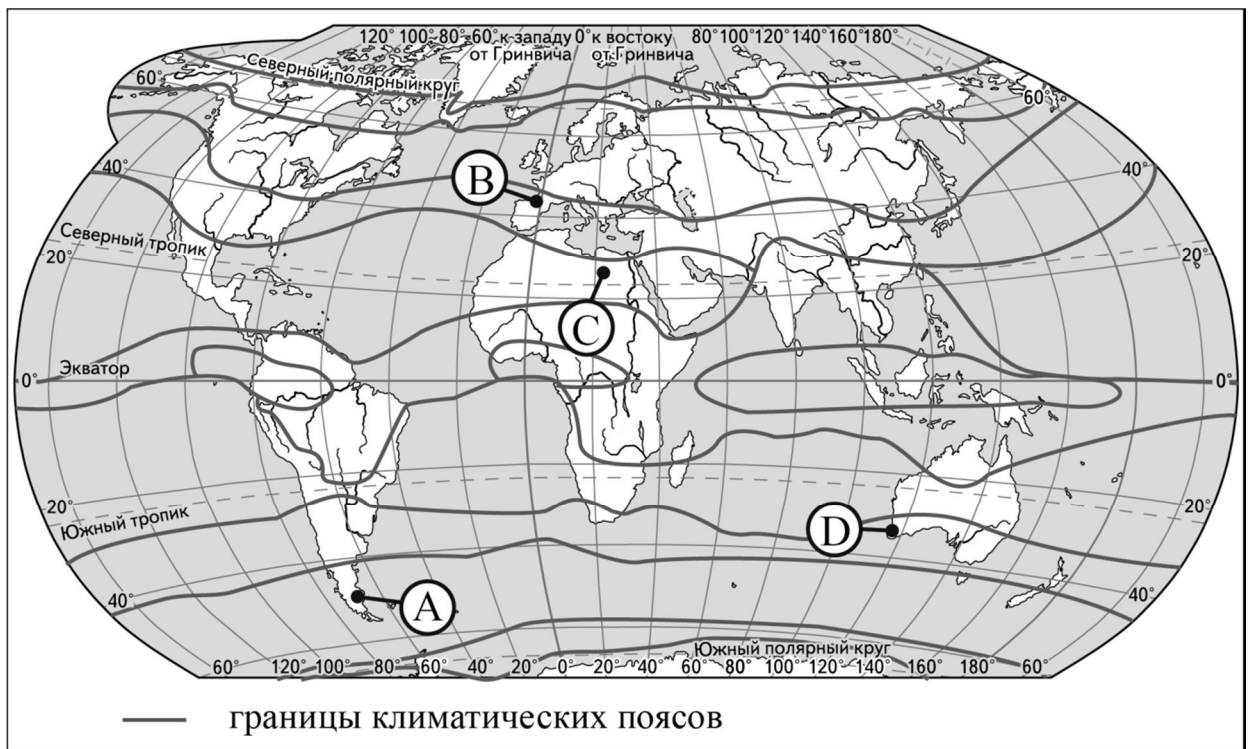 120° 100° 80° 60° к западу 0° к востоку 80° 100° 120° 140° 160° 180°
от Гринвича от Гринвича
Северный полярный круг
60° 60°
B
40° 40°
Северный тропик
20° 20°
C
Экватор
0° 0°
D
20° 20°
Южный тропик
A
40° 40°
Южный полярный круг
60° 120° 100° 80° 60° 40° 20° 0° 20° 40° 60° 80° 100° 120° 140° 160° 180° 60°
границы климатических поясов